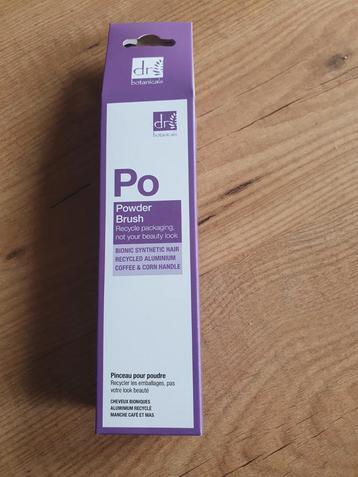 dr
botanicals
dr
botanicals
Po
Powder
Brush
Recycle packaging,
not your beauty look
BIONIC SYNTHETIC HAIR
RECYCLED ALUMINIUM
COFFEE & CORN HANDLE
Pinceau pour poudre
Recycler les emballages, pas
votre look beauté
CHEVEUX BIONIQUES
ALUMINIUM RECYCLÉ
MANCHE CAFÉ ET MAS